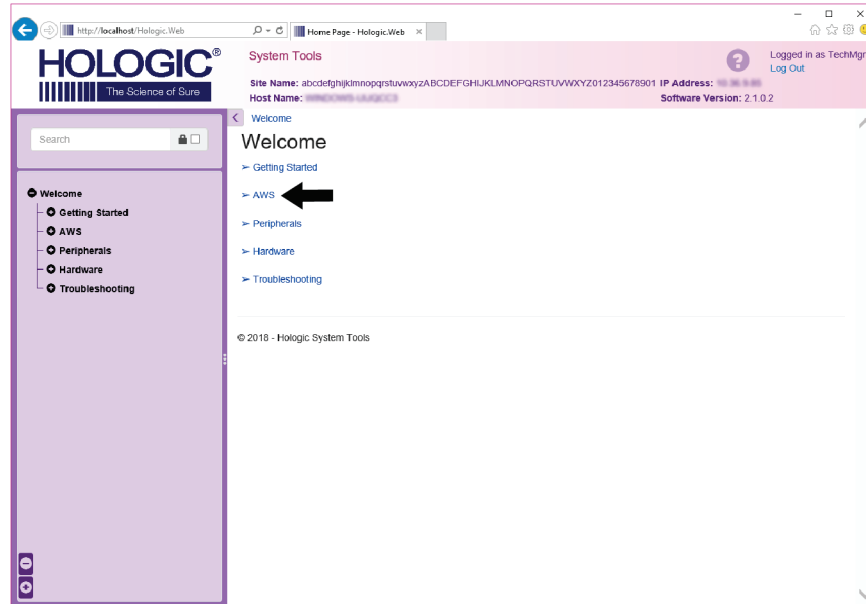 http://localhost/Hologic.Web
Home Page - Hologic.Web
HOLOGIC®
The Science of Sure
System Tools
Logged in as TechMgr
Log Out
Site Name: abcdefghijklmnopqrstuvwxyzABCDEFGHIJKLMNOPQRSTUVWXYZ012345678901 IP Address:
Host Name:
Software Version: 2.1.0.2
Search
Welcome
Getting Started
AWS
Peripherals
Hardware
Troubleshooting
Welcome
Welcome
➢ Getting Started
➢ AWS
➢ Peripherals
➢ Hardware
➢ Troubleshooting
© 2018 - Hologic System Tools